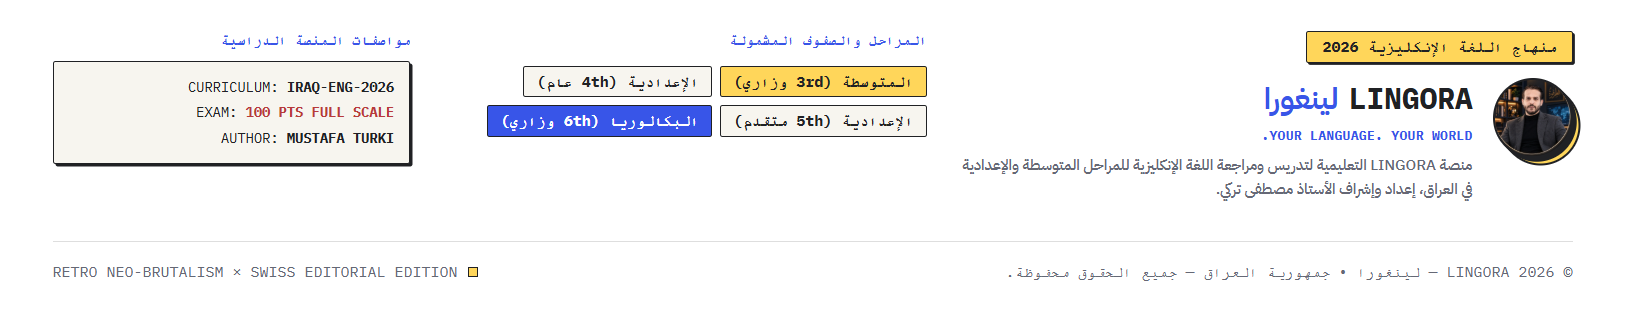 منهاج اللغة الإنكليزية 2026
LINGORA لينغورا
YOUR LANGUAGE. YOUR WORLD.
منصة LINGORA التعليمية لتدريس ومراجعة اللغة الإنكليزية للمراحل المتوسطة والإعدادية
في العراق، إعداد وإشراف الأستاذ مصطفى تركي.
المراحل والصفوف المشمولة
المتوسطة (3rd وزاري)
الإعدادية (4th عام)
الإعدادية (5th متقدم)
البكالوريا (6th وزاري)
مواصفات المنصة الدراسية
CURRICULUM: IRAQ-ENG-2026
EXAM: 100 PTS FULL SCALE
AUTHOR: MUSTAFA TURKI
© 2026 LINGORA — لينغورا • جمهورية العراق — جميع الحقوق محفوظة.
RETRO NEO-BRUTALISM × SWISS EDITORIAL EDITION